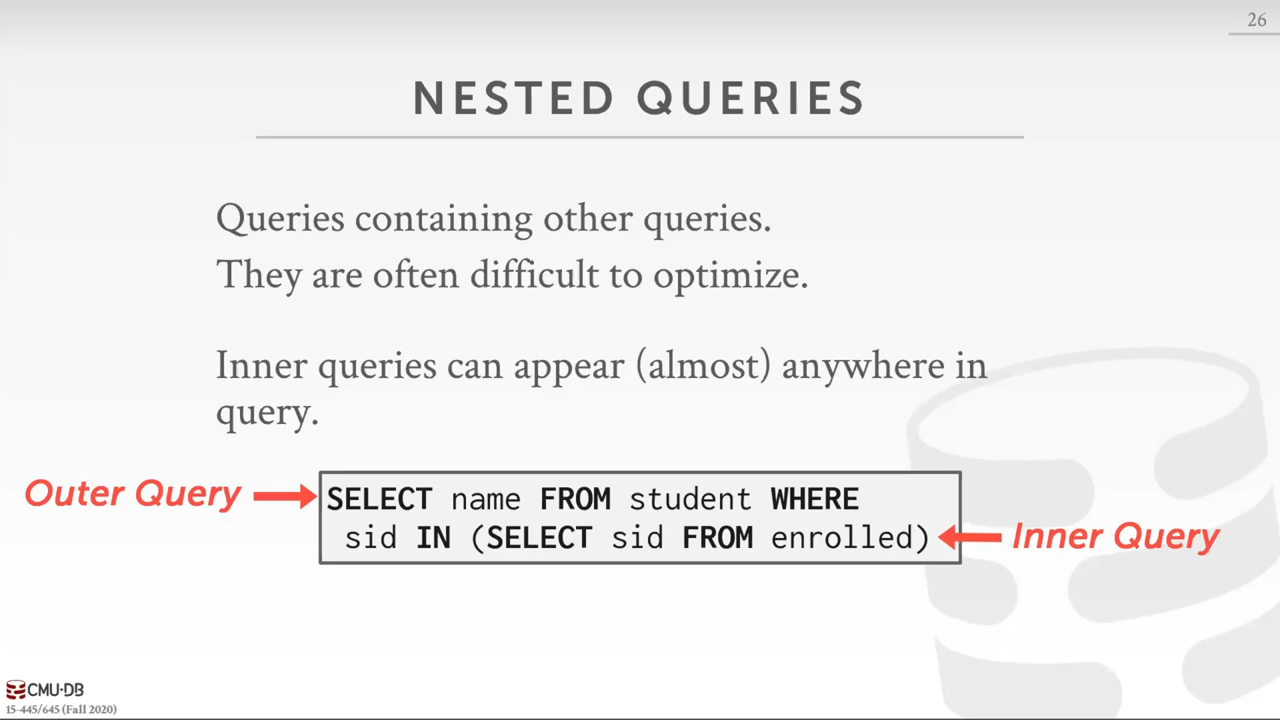 26
NESTED QUERIES
Queries containing other queries.
They are often difficult to optimize.
Inner queries can appear (almost) anywhere in
query.
Outer Query
SELECT name FROM student WHERE
sid IN (SELECT sid FROM enrolled)
Inner Query
CMU·DB
15-445/645 (Fall 2020)